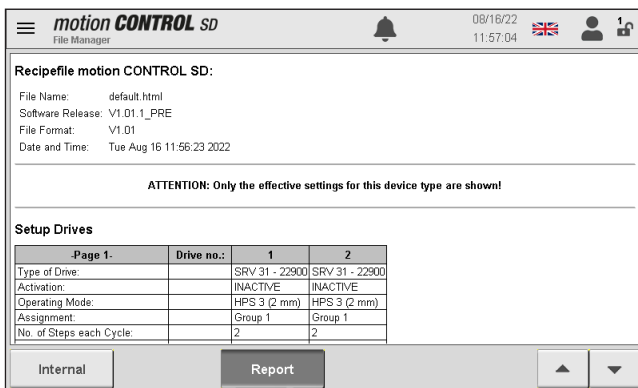 motion CONTROL SD
File Manager
08/16/22
11:57:04
1
Recipefile motion CONTROL SD:
File Name: default.html
Software Release: V1.01.1_PRE
File Format: V1.01
Date and Time: Tue Aug 16 11:56:23 2022
ATTENTION: Only the effective settings for this device type are shown!
Setup Drives
-Page 1- Drive no.: 1 2
Type of Drive: SRV 31 - 22900 SRV 31 - 22900
Activation: INACTIVE INACTIVE
Operating Mode: HPS 3 (2 mm) HPS 3 (2 mm)
Assignment: Group 1 Group 1
No. of Steps each Cycle: 2 2
Internal Report